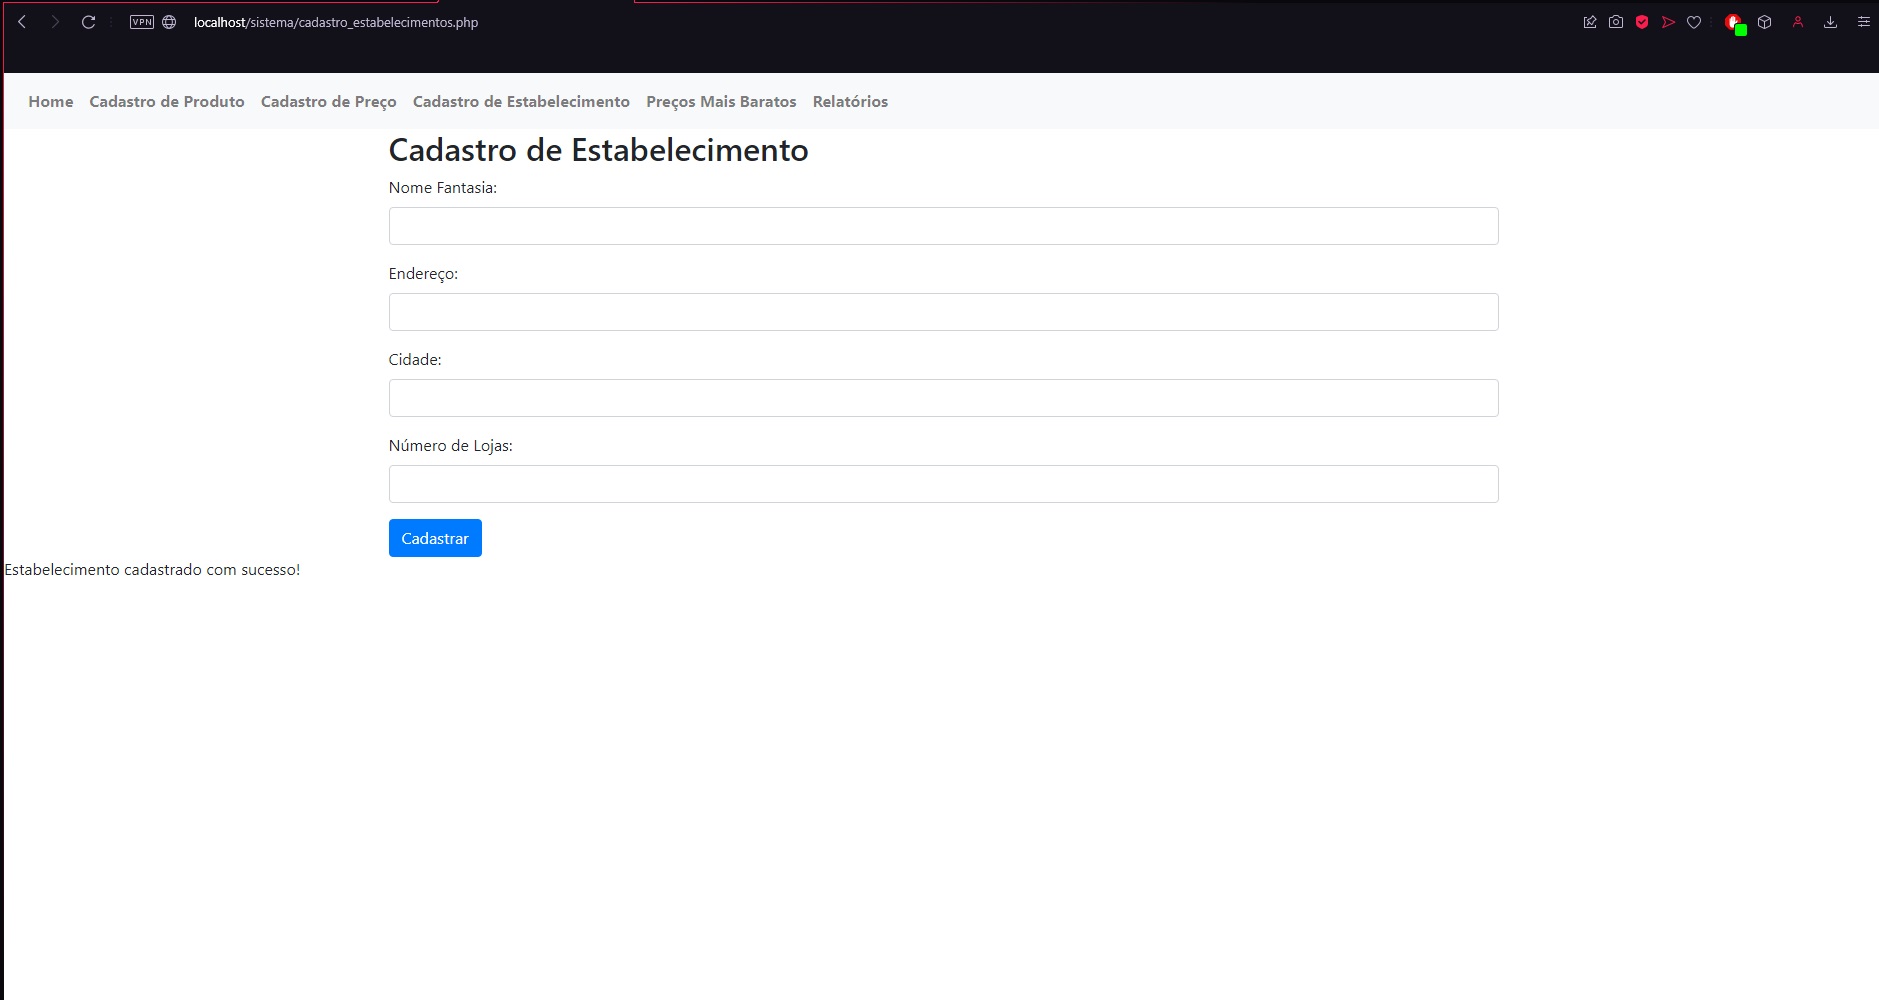 VPN localhost/sistema/cadastro_estabelecimentos.php
Home Cadastro de Produto Cadastro de Preço Cadastro de Estabelecimento Preços Mais Baratos Relatórios
Cadastro de Estabelecimento
Nome Fantasia:
Endereço:
Cidade:
Número de Lojas:
Cadastrar
Estabelecimento cadastrado com sucesso!